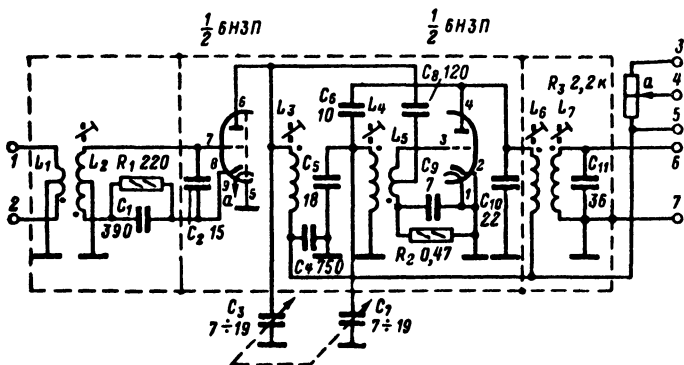 1/2 6Н3П
1/2 6Н3П
C8,120
R3 2,2к
3
a
4
5
6
7
C6
10
L3
L4
L5
4
3
2
1
L6
L7
1
L1
L2
R1 220
7
6
8
9
a
5
C5
18
C9
7
C10
22
C11
36
2
C1
390
C2 15
C4 750
R2 0,47
C3
7÷19
C7
7÷19